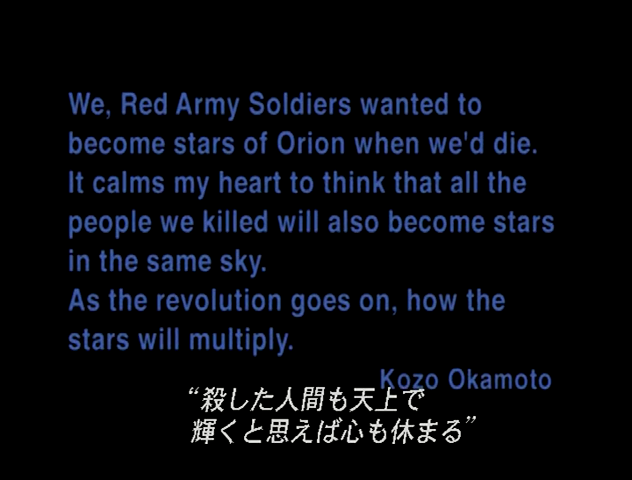 We, Red Army Soldiers wanted to
become stars of Orion when we'd die.
It calms my heart to think that all the
people we killed will also become stars
in the same sky.
As the revolution goes on, how the
stars will multiply.
Kozo Okamoto
“殺した人間も天上で
輝くと思えば心も休まる”